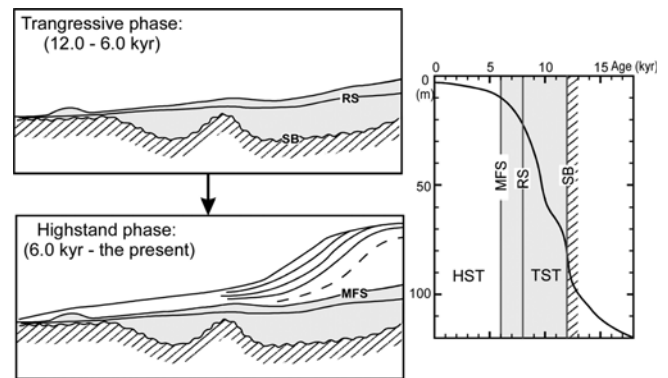 Trangressive phase:
(12.0 - 6.0 kyr)
RS
SB
Highstand phase:
(6.0 kyr - the present)
MFS
0 5 10 15 Age (kyr)
0
(m)
50
100
MFS
RS
SB
HST
TST